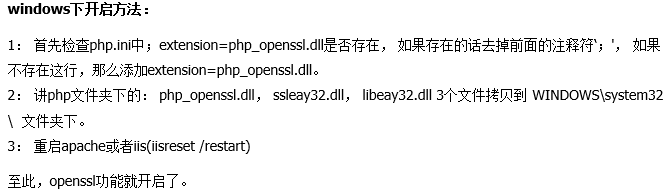 windows下开启方法：
1： 首先检查php.ini中；extension=php_openssl.dll是否存在， 如果存在的话去掉前面的注释符‘；’， 如果
不存在这行，那么添加extension=php_openssl.dll。
2： 讲php文件夹下的： php_openssl.dll， ssleay32.dll， libeay32.dll 3个文件拷贝到 WINDOWS\system32
\ 文件夹下。
3： 重启apache或者iis(iisreset /restart)
至此，openssl功能就开启了。